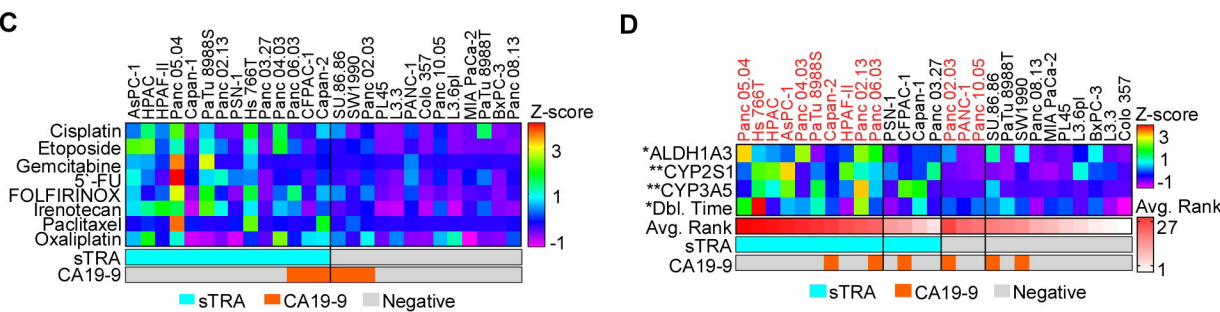 C
AsPC-1
HPAC
HPAF-II
Panc 05.04
Capan-1
PaTu 8988S
Panc 02.13
PSN-1
Hs 766T
Panc 03.27
Panc 04.03
Panc 06.03
CFPAC-1
Capan-2
SU.86.86
SW1990
Panc 02.03
PL45
L3.3
PANC-1
Colo 357
Panc 10.05
L3.6pl
MIA PaCa-2
PaTu 8988T
BxPC-3
Panc 08.13
Z-score
3
1
-1
Cisplatin
Etoposide
Gemcitabine
5'-FU
FOLFIRINOX
Irenotecan
Paclitaxel
Oxaliplatin
sTRA
CA19-9
sTRA CA19-9 Negative
D
Panc 05.04
Hs 766T
HPAC
AsPC-1
Panc 04.03
PaTu 8988S
Capan-2
HPAF-II
Panc 02.13
Panc 06.03
PSN-1
CFPAC-1
Capan-1
Panc 03.27
Panc 02.03
PANC-1
Panc 10.05
SU.86.86
PaTu 8988T
SW1990
Panc 08.13
MIA PaCa-2
PL45
L3.6pl
BxPC-3
L3.3
Colo 357
Z-score
3
1
-1
*ALDH1A3
**CYP2S1
**CYP3A5
*Dbl. Time
Avg. Rank
Avg. Rank
27
1
sTRA
CA19-9
sTRA CA19-9 Negative